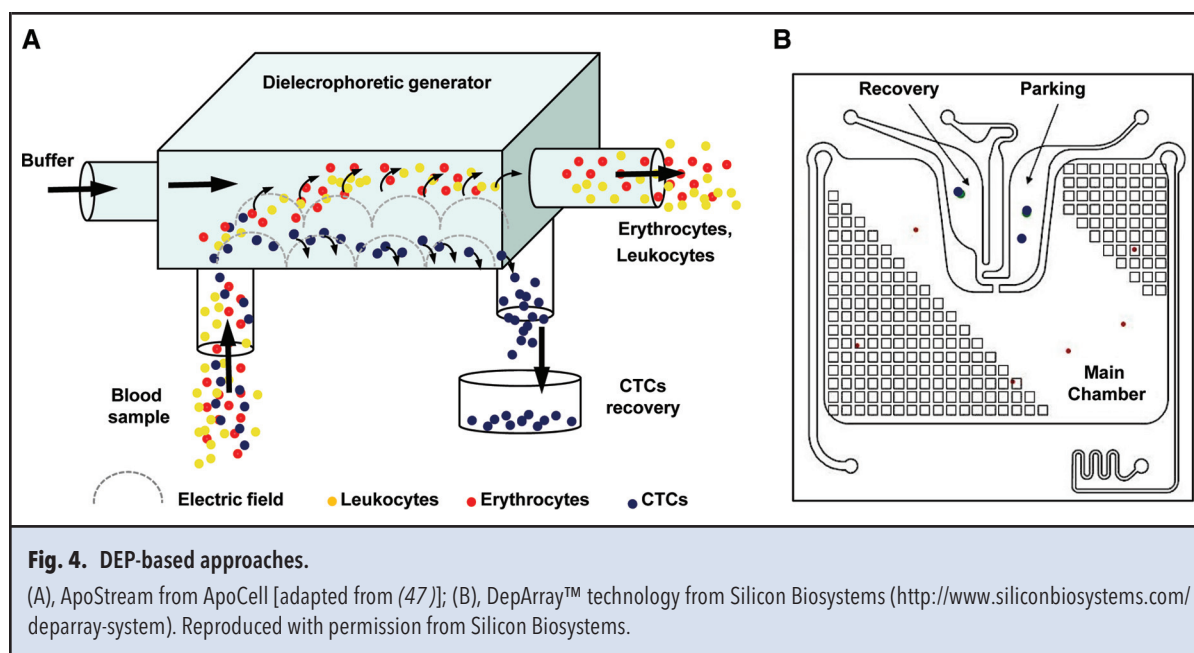 A
Dielecrophoretic generator
Buffer
Erythrocytes,
Leukocytes
Blood
sample
CTCs
recovery
Electric field
Leukocytes
Erythrocytes
CTCs
B
Recovery
Parking
Main
Chamber
Fig. 4. DEP-based approaches.
(A), ApoStream from ApoCell [adapted from (47)]; (B), DepArray™ technology from Silicon Biosystems (http://www.siliconbiosystems.com/
deparray-system). Reproduced with permission from Silicon Biosystems.